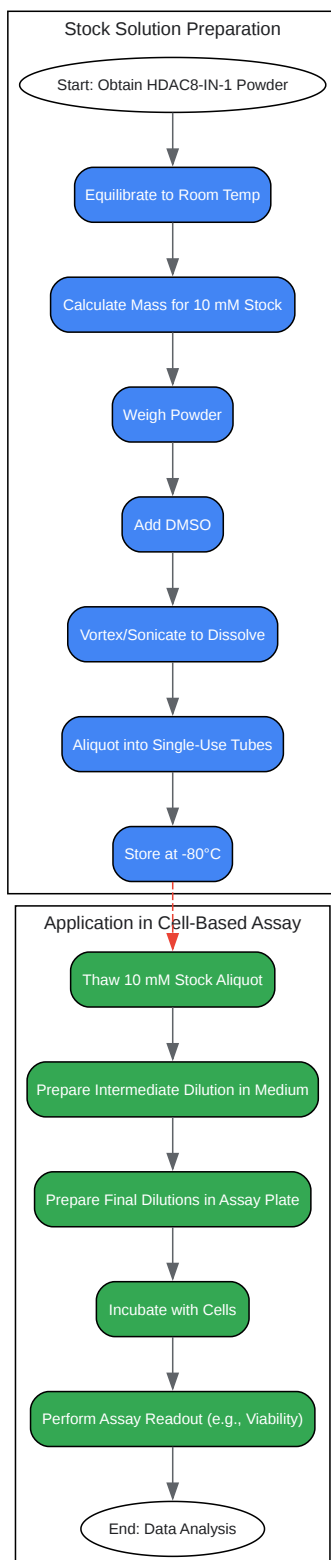 Stock Solution Preparation
Start: Obtain HDAC8-IN-1 Powder
Equilibrate to Room Temp
Calculate Mass for 10 mM Stock
Weigh Powder
Add DMSO
Vortex/Sonicate to Dissolve
Aliquot into Single-Use Tubes
Store at -80°C
Application in Cell-Based Assay
Thaw 10 mM Stock Aliquot
Prepare Intermediate Dilution in Medium
Prepare Final Dilutions in Assay Plate
Incubate with Cells
Perform Assay Readout (e.g., Viability)
End: Data Analysis